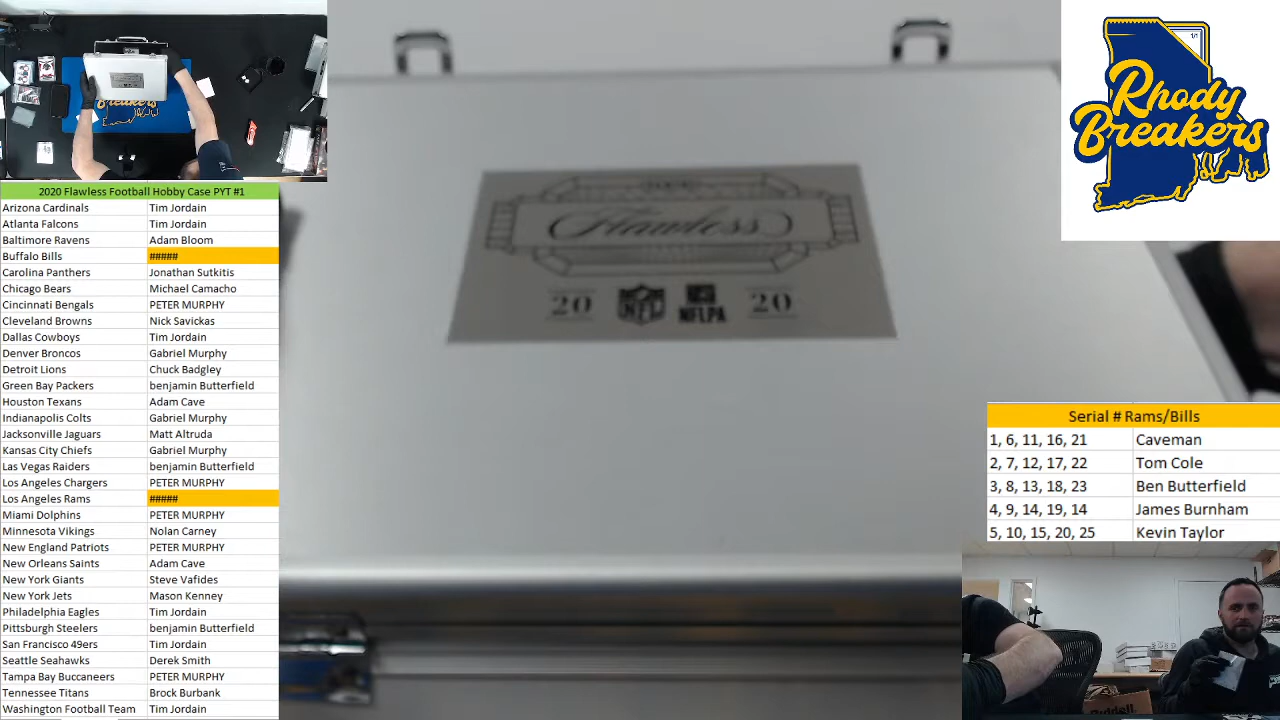 2020 Flawless Football Hobby Case PYT #1
Arizona Cardinals Tim Jordain
Atlanta Falcons Tim Jordain
Baltimore Ravens Adam Bloom
Buffalo Bills #####
Carolina Panthers Jonathan Sutkitis
Chicago Bears Michael Camacho
Cincinnati Bengals PETER MURPHY
Cleveland Browns Nick Savickas
Dallas Cowboys Tim Jordain
Denver Broncos Gabriel Murphy
Detroit Lions Chuck Badgley
Green Bay Packers benjamin Butterfield
Houston Texans Adam Cave
Indianapolis Colts Gabriel Murphy
Jacksonville Jaguars Matt Altruda
Kansas City Chiefs Gabriel Murphy
Las Vegas Raiders benjamin Butterfield
Los Angeles Chargers PETER MURPHY
Los Angeles Rams #####
Miami Dolphins PETER MURPHY
Minnesota Vikings Nolan Carney
New England Patriots PETER MURPHY
New Orleans Saints Adam Cave
New York Giants Steve Vafides
New York Jets Mason Kenney
Philadelphia Eagles Tim Jordain
Pittsburgh Steelers benjamin Butterfield
San Francisco 49ers Tim Jordain
Seattle Seahawks Derek Smith
Tampa Bay Buccaneers PETER MURPHY
Tennessee Titans Brock Burbank
Washington Football Team Tim Jordain
Flawless
20 NFL NFLPA 20
1/1
Rhody
Breakers
Serial # Rams/Bills
1, 6, 11, 16, 21 Caveman
2, 7, 12, 17, 22 Tom Cole
3, 8, 13, 18, 23 Ben Butterfield
4, 9, 14, 19, 14 James Burnham
5, 10, 15, 20, 25 Kevin Taylor